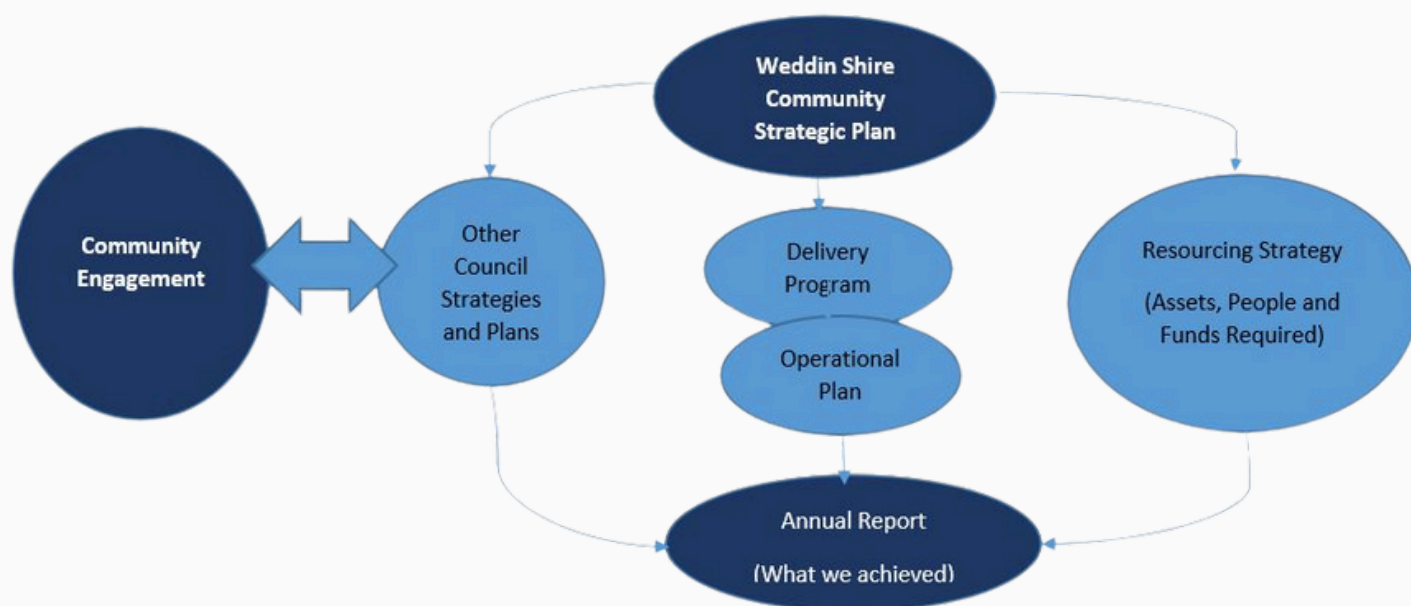 Weddin Shire
Community
Strategic Plan
Community
Engagement
Other
Council
Strategies
and Plans
Delivery
Program
Operational
Plan
Resourcing Strategy
(Assets, People and
Funds Required)
Annual Report
(What we achieved)